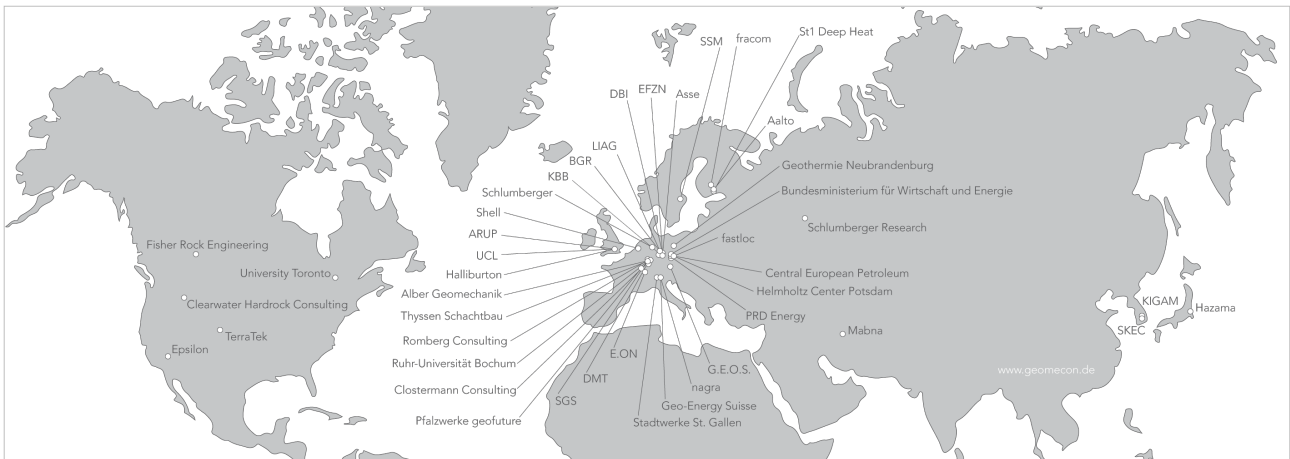 St1 Deep Heat
SSM
fracom
DBI
EFZN
Asse
Aalto
LIAG
BGR
KBB
Geothermie Neubrandenburg
Schlumberger
Bundesministerium für Wirtschaft und Energie
Shell
Schlumberger Research
ARUP
fastloc
Fisher Rock Engineering
UCL
University Toronto
Halliburton
Central European Petroleum
Alber Geomechanik
Helmholtz Center Potsdam
Clearwater Hardrock Consulting
KIGAM
Hazama
Thyssen Schachtbau
PRD Energy
SKEC
TerraTek
Mabna
Romberg Consulting
Epsilon
E.ON
Ruhr-Universität Bochum
G.E.O.S.
www.geomecon.de
DMT
nagra
Clostermann Consulting
SGS
Geo-Energy Suisse
Pfalzwerke geofuture
Stadtwerke St. Gallen